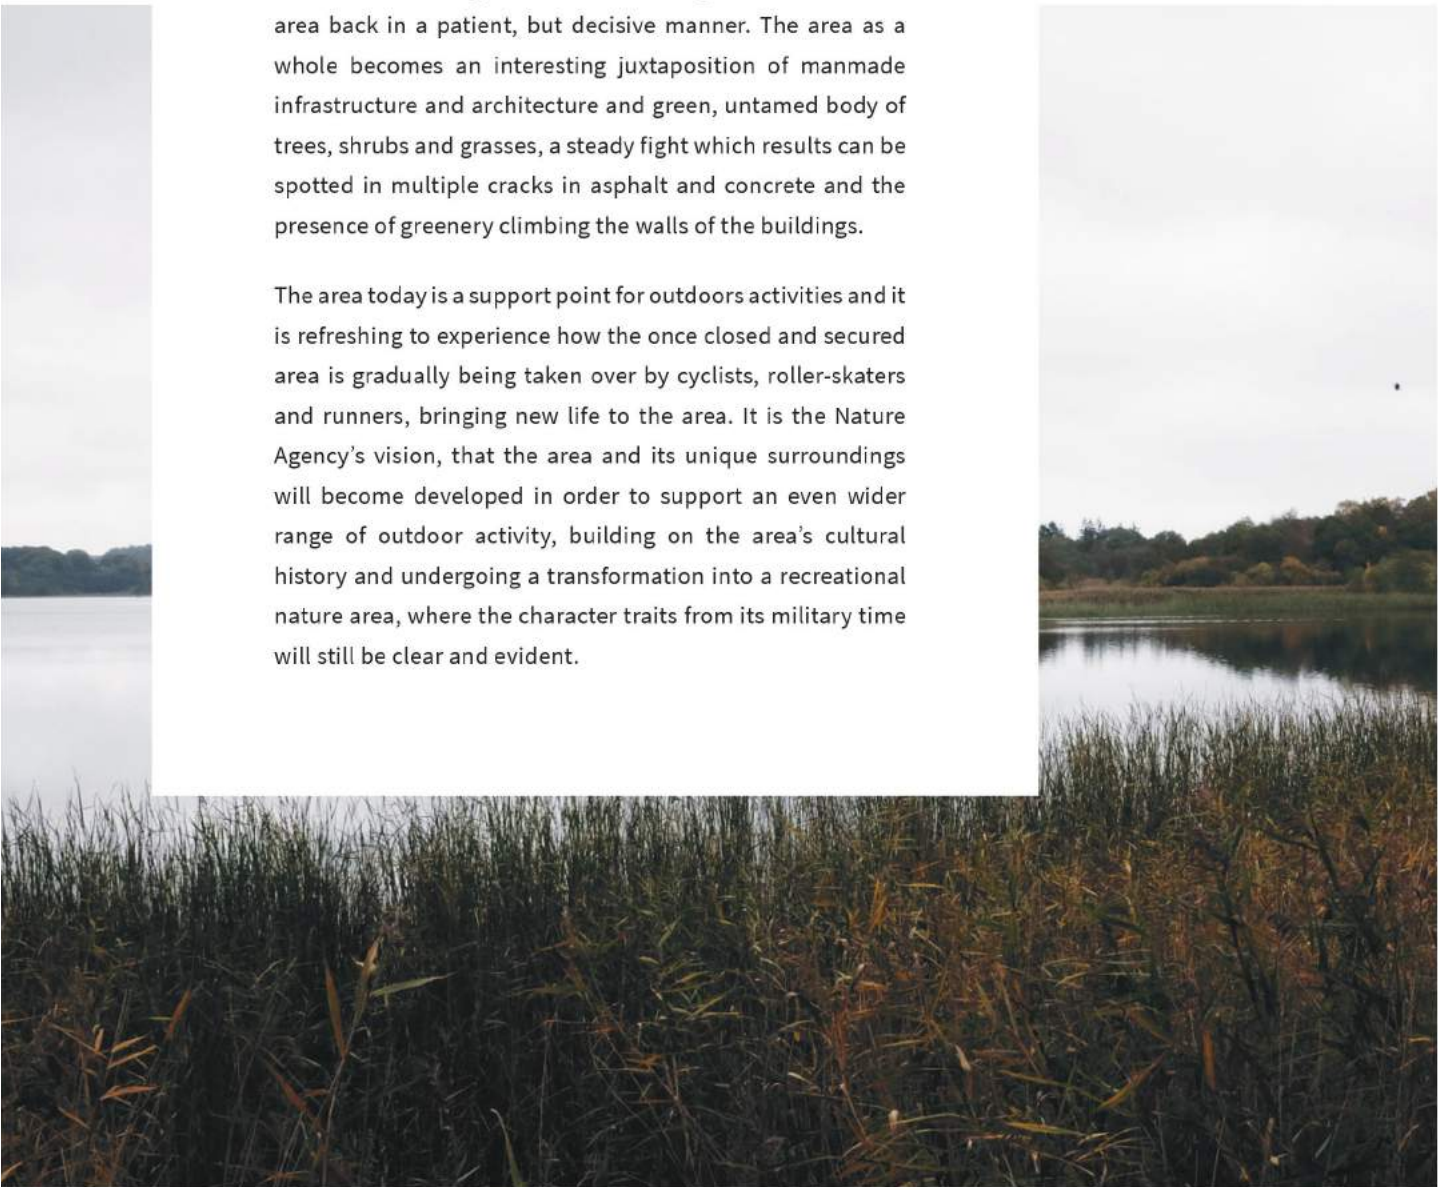 area back in a patient, but decisive manner. The area as a
whole becomes an interesting juxtaposition of manmade
infrastructure and architecture and green, untamed body of
trees, shrubs and grasses, a steady fight which results can be
spotted in multiple cracks in asphalt and concrete and the
presence of greenery climbing the walls of the buildings.
The area today is a support point for outdoors activities and it
is refreshing to experience how the once closed and secured
area is gradually being taken over by cyclists, roller-skaters
and runners, bringing new life to the area. It is the Nature
Agency’s vision, that the area and its unique surroundings
will become developed in order to support an even wider
range of outdoor activity, building on the area’s cultural
history and undergoing a transformation into a recreational
nature area, where the character traits from its military time
will still be clear and evident.